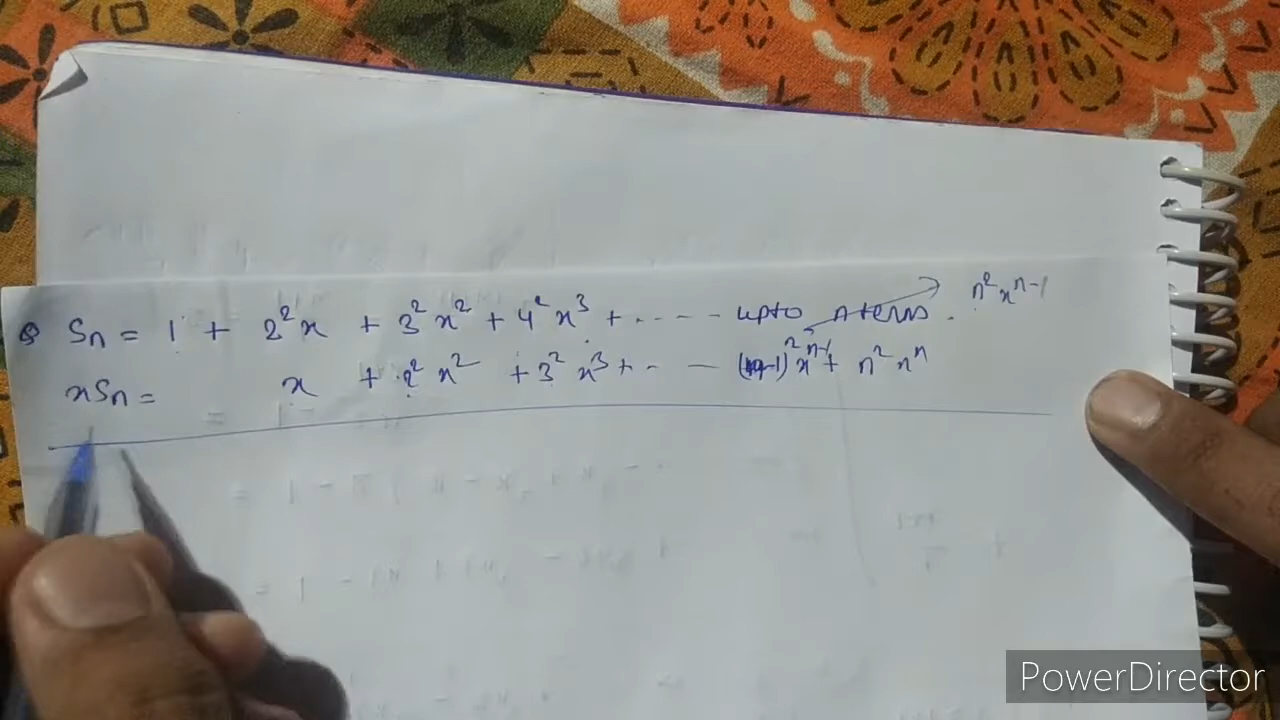 Q Sn = 1 + 2²x + 3²x² + 4²x³ + ..... upto n terms. n²xⁿ⁻¹
xSn = x + 2²x² + 3²x³ + .. — (n-1)²xⁿ⁻¹ + n²xⁿ
PowerDirector